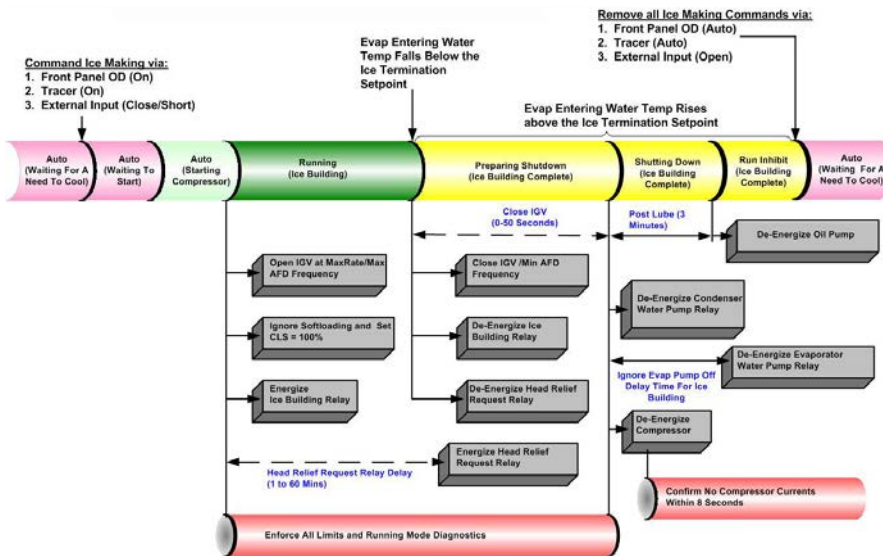 Remove all Ice Making Commands via:
1. Front Panel OD (Auto)
2. Tracer (Auto)
3. External Input (Open)
Evap Entering Water
Temp Falls Below the
Ice Termination
Setpoint
Command Ice Making via:
1. Front Panel OD (On)
2. Tracer (On)
3. External Input (Close/Short)
Evap Entering Water Temp Rises
above the Ice Termination Setpoint
Auto
(Waiting For A
Need To Cool)
Auto
(Waiting To
Start)
Auto
(Starting
Compressor)
Running
(Ice Building)
Preparing Shutdown
(Ice Building Complete)
Shutting Down
(Ice Building
Complete)
Run Inhibit
(Ice Building
Complete)
Auto
(Waiting For A
Need To Cool)
Close IGV
(0-50 Seconds)
Post Lube (3
Minutes)
De-Energize Oil Pump
Open IGV at MaxRate/Max
AFD Frequency
Close IGV /Min AFD
Frequency
De-Energize Condenser
Water Pump Relay
Ignore Softloading and Set
CLS = 100%
De-Energize Ice
Building Relay
De-Energize Evaporator
Water Pump Relay
Ignore Evap Pump Off
Delay Time For Ice
Building
Energize
Ice Building Relay
De-Energize Head Relief
Request Relay
De-Energize
Compressor
Energize Head Relief
Request Relay
Head Relief Request Relay Delay
(1 to 60 Mins)
Confirm No Compressor Currents
Within 8 Seconds
Enforce All Limits and Running Mode Diagnostics